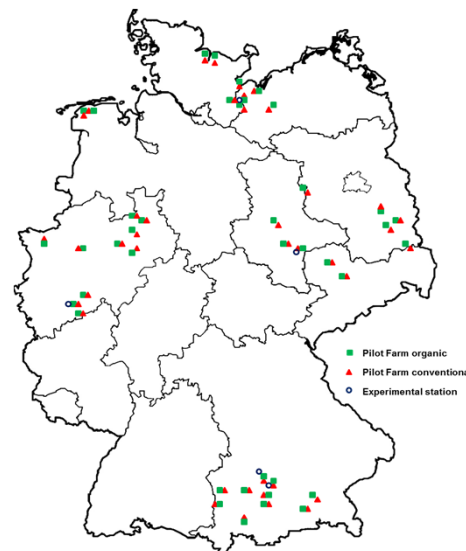 Pilot Farm organic
Pilot Farm conventiona
Experimental station